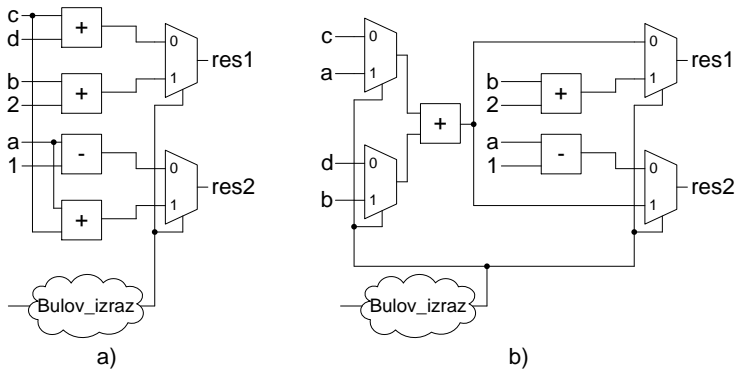 c
d
+
0
1
res1
b
2
+
a
1
-
0
1
res2
+
Bulov_izraz
a)
c
a
0
1
d
b
0
1
+
b
2
+
0
1
res1
a
1
-
0
1
res2
Bulov_izraz
b)